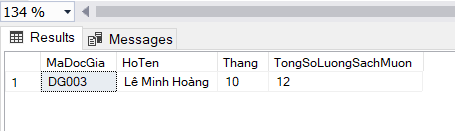 134 %
Results Messages
MaDocGia HoTen Thang TongSoLuongSachMuon
1 DG003 Lê Minh Hoàng 10 12